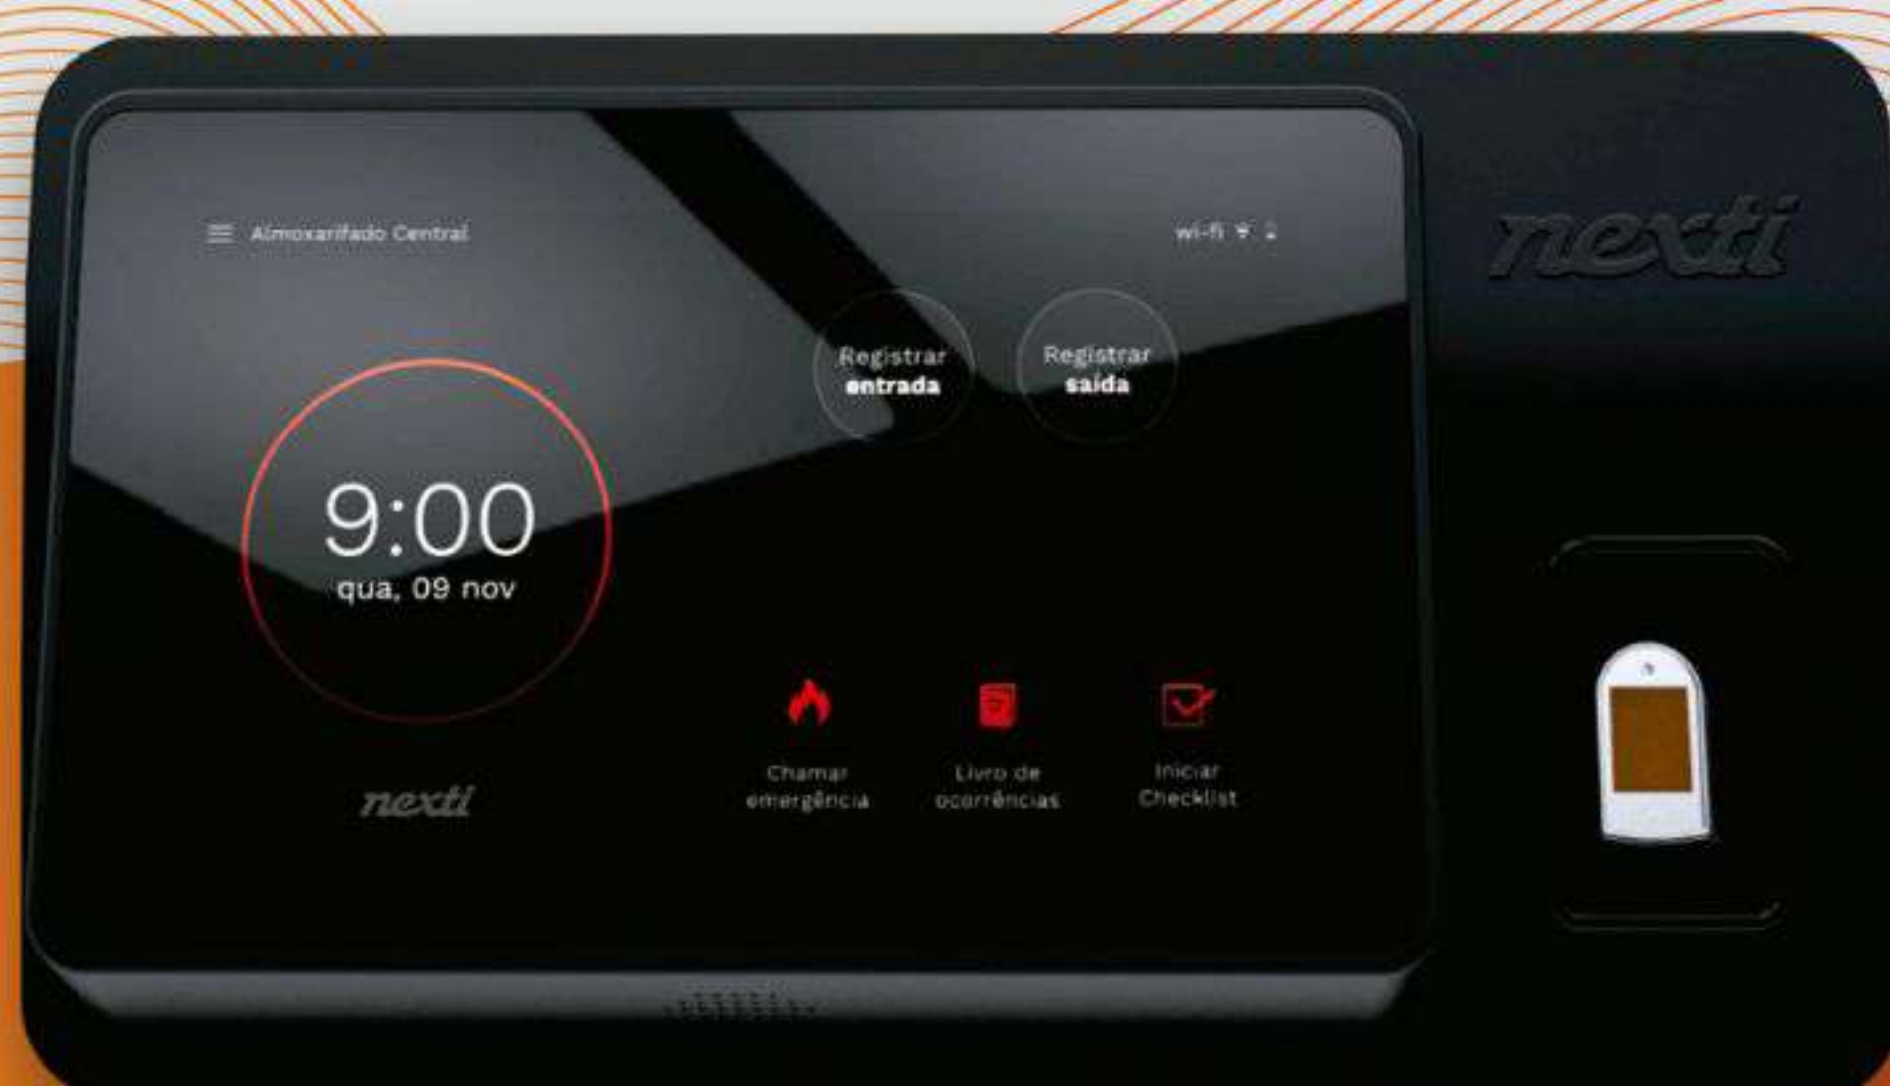 Almoxarifado Central
wi-fi
nexti
Registrar
entrada
Registrar
saída
9:00
qua, 09 nov
Chamar
emergência
Livro de
ocorrências
Iniciar
Checklist
nexti